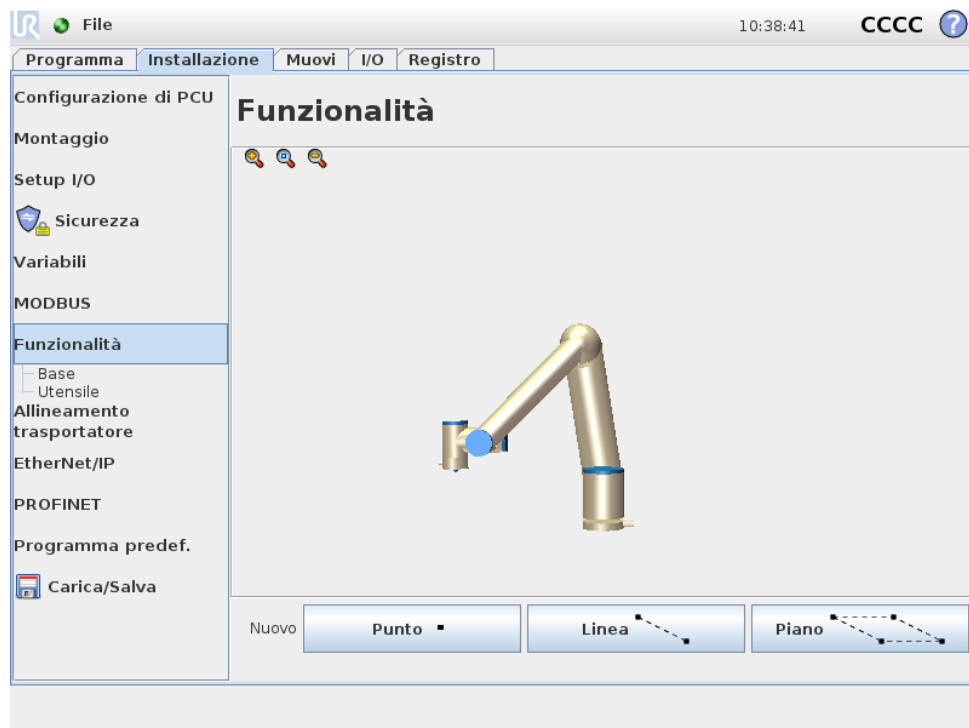 UR File 10:38:41 CCCC ?
Programma Installazione Muovi I/O Registro
Configurazione di PCU
Montaggio
Setup I/O
Sicurezza
Variabili
MODBUS
Funzionalità
Base
Utensile
Allineamento
trasportatore
EtherNet/IP
PROFINET
Programma predef.
Carica/Salva
Funzionalità
Nuovo Punto Linea Piano